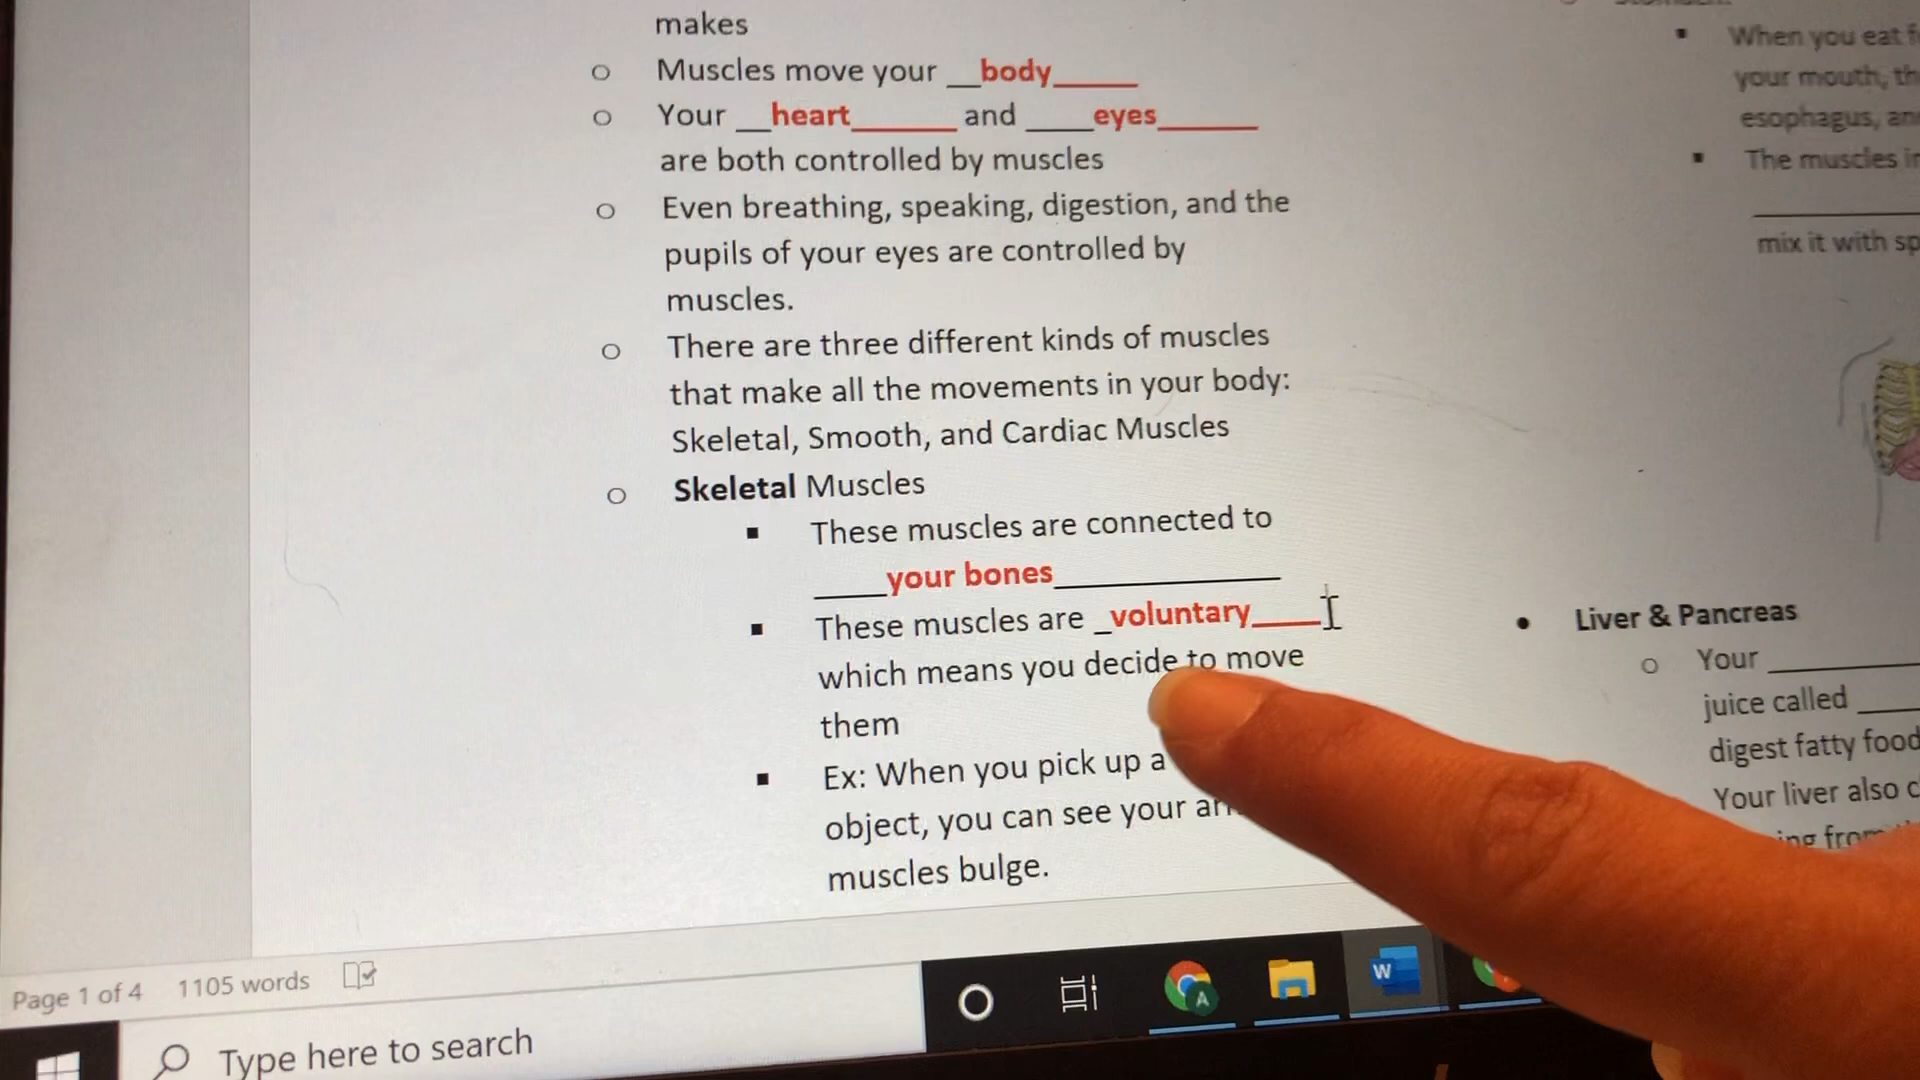 makes
o Muscles move your __body_____
o Your __heart______ and ____eyes______
are both controlled by muscles
o Even breathing, speaking, digestion, and the
pupils of your eyes are controlled by
muscles.
o There are three different kinds of muscles
that make all the movements in your body:
Skeletal, Smooth, and Cardiac Muscles
o Skeletal Muscles
▪ These muscles are connected to
____your bones_____________
▪ These muscles are _voluntary____
which means you decide to move
them
▪ Ex: When you pick up a
object, you can see your
muscles bulge.
▪ When you eat
your mouth,
esophagus,
▪ The muscles
__________
mix it with
• Liver & Pancreas
o Your __________
juice called ____
digest fatty food
Your liver also
Page 1 of 4 1105 words
Type here to search
W
A